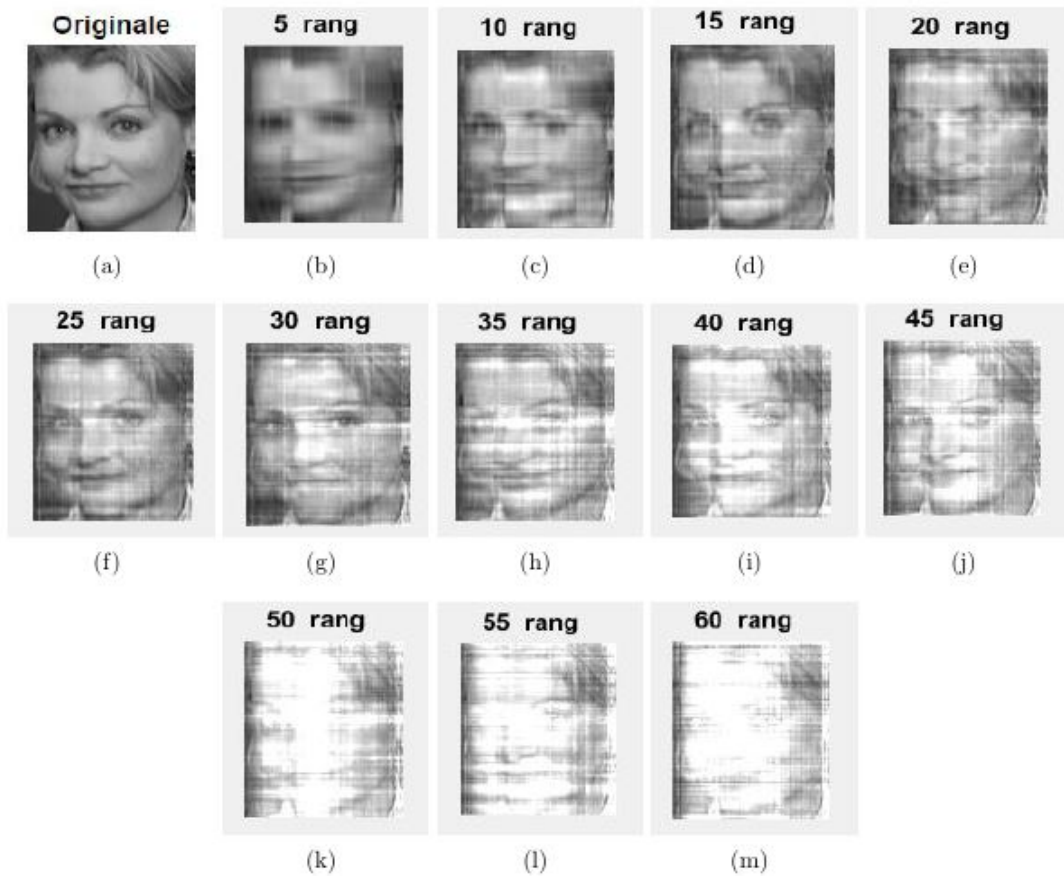 Originale 5 rang 10 rang 15 rang 20 rang
(a) (b) (c) (d) (e)
25 rang 30 rang 35 rang 40 rang 45 rang
(f) (g) (h) (i) (j)
50 rang 55 rang 60 rang
(k) (l) (m)